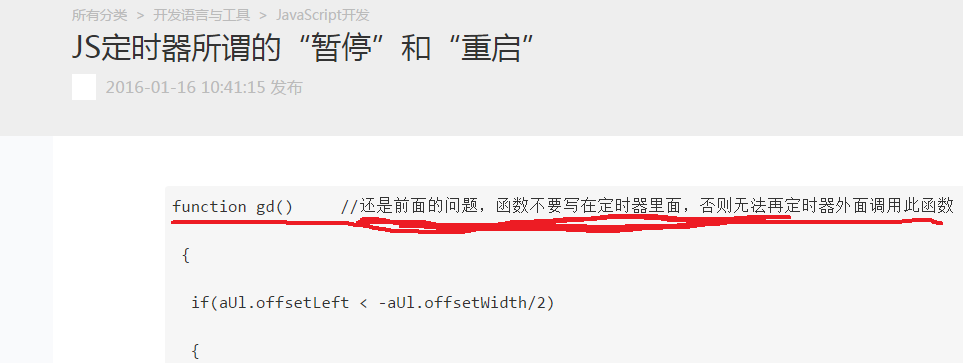 所有分类 > 开发语言与工具 > JavaScript开发
JS定时器所谓的“暂停”和“重启”
2016-01-16 10:41:15 发布
function gd() //还是前面的问题，函数不要写在定时器里面，否则无法再定时器外面调用此函数
{
if(aUl.offsetLeft < -aUl.offsetWidth/2)
{